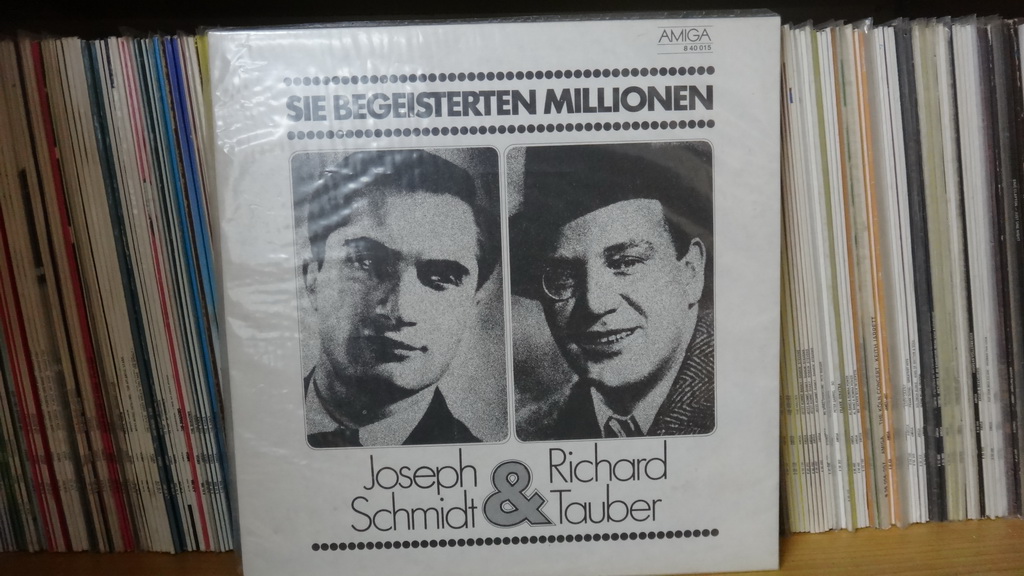 AMIGA
8 40 015
SIE BEGEISTERTEN MILLIONEN
Joseph Schmidt & Richard Tauber